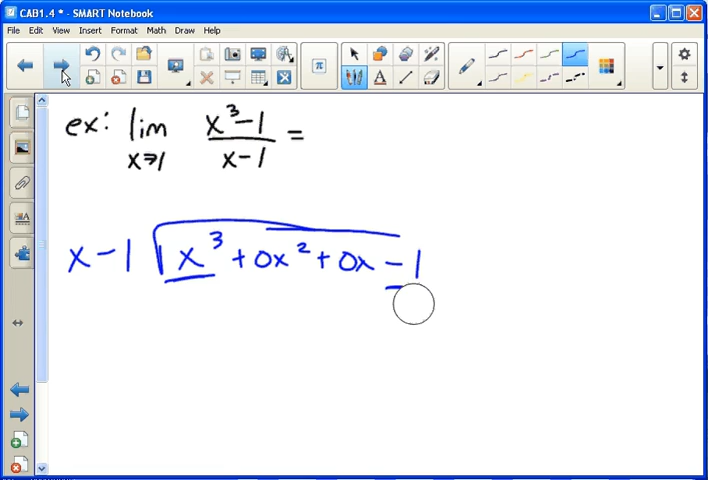 CAB1.4 * - SMART Notebook
File Edit View Insert Format Math Draw Help
π
ex: lim x³-1
x→1 x-1 =
x-1 x³+0x²+0x-1